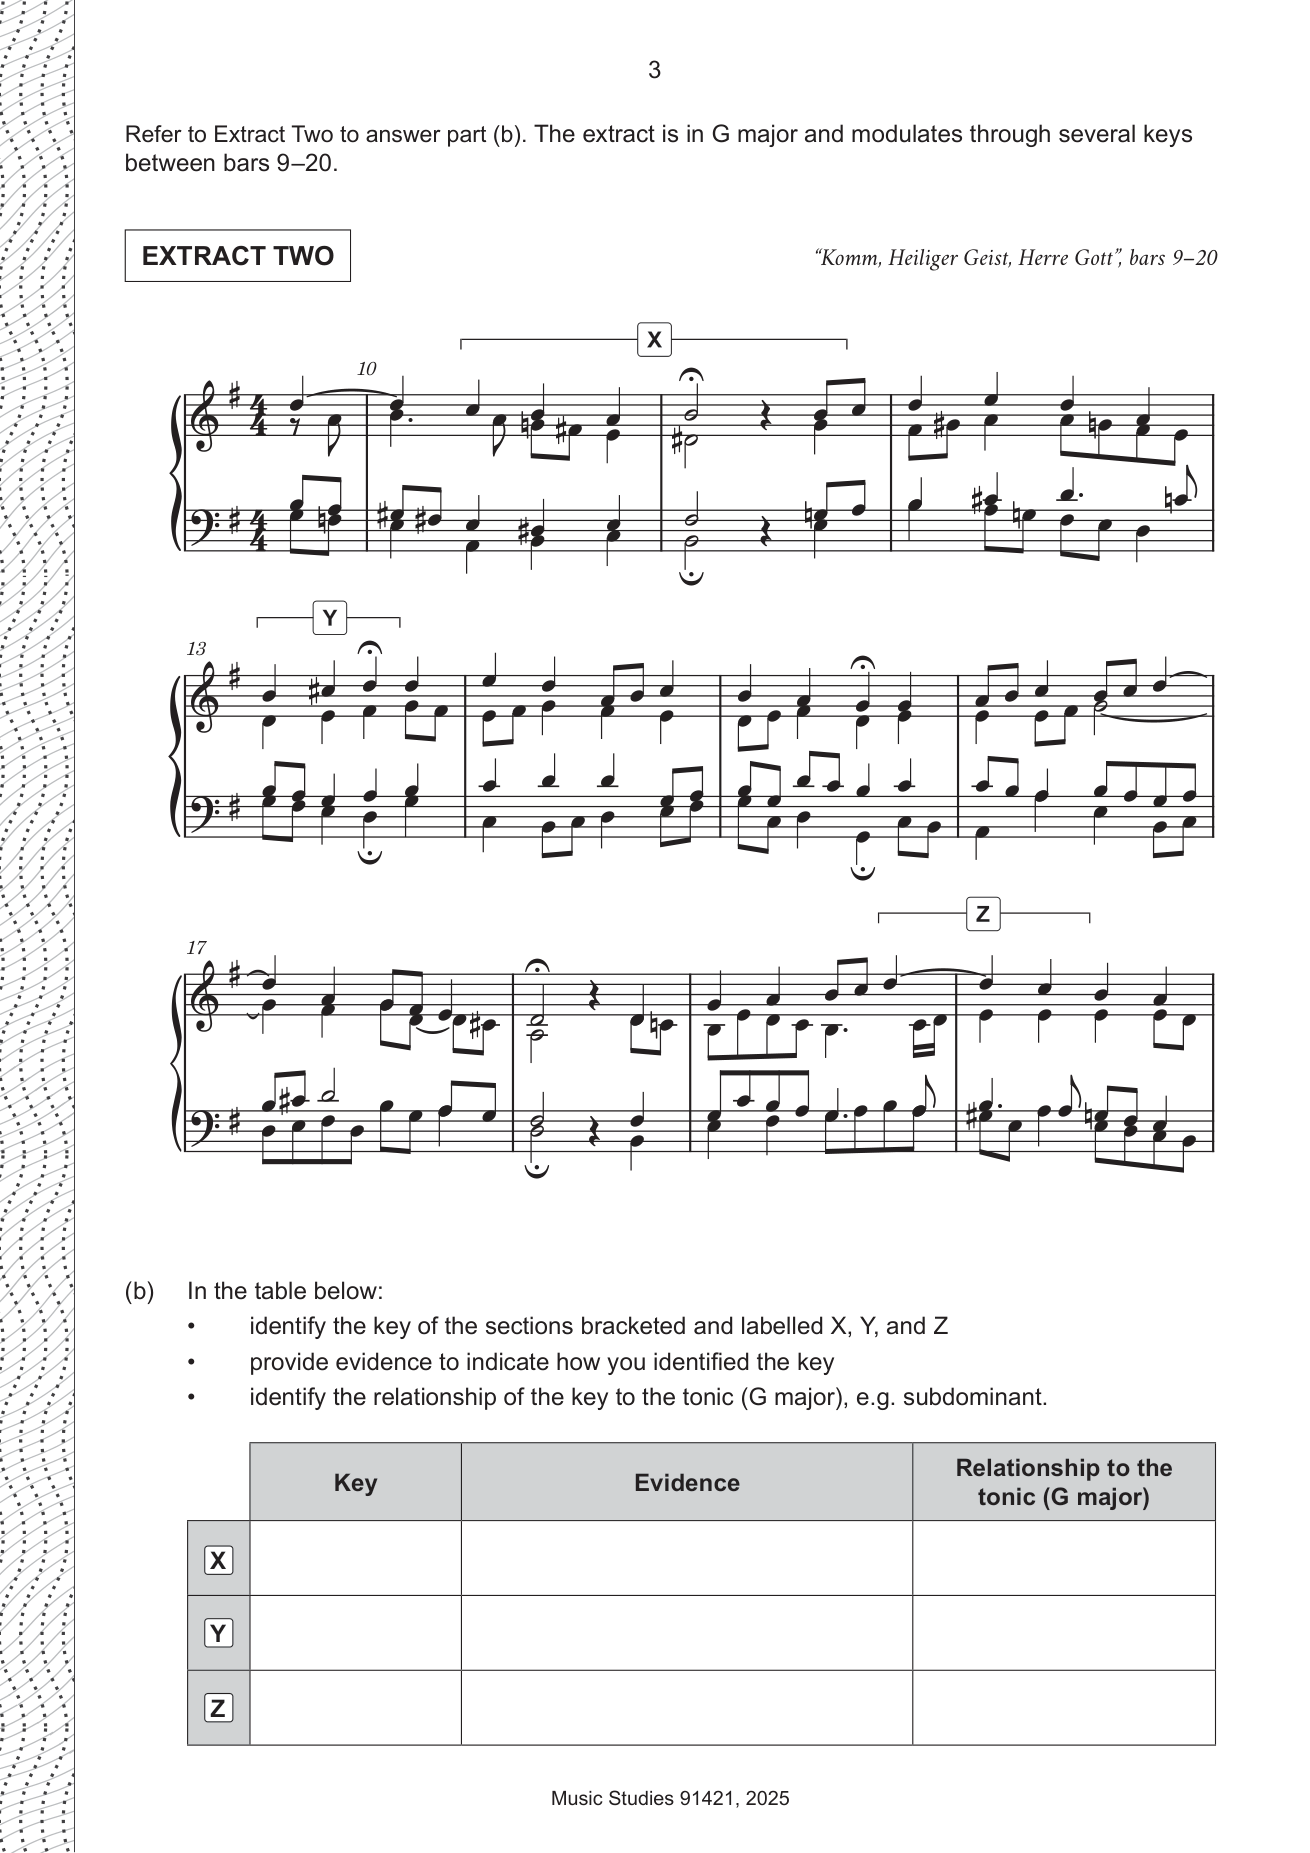 3
Refer to Extract Two to answer part (b). The extract is in G major and modulates through several keys
between bars 9–20.
EXTRACT TWO
“Komm, Heiliger Geist, Herre Gott”, bars 9–20
X
10
4
4
4
4
Y
13
Z
17
(b) In the table below:
• identify the key of the sections bracketed and labelled X, Y, and Z
• provide evidence to indicate how you identified the key
• identify the relationship of the key to the tonic (G major), e.g. subdominant.
Key Evidence Relationship to the
tonic (G major)
X
Y
Z
Music Studies 91421, 2025